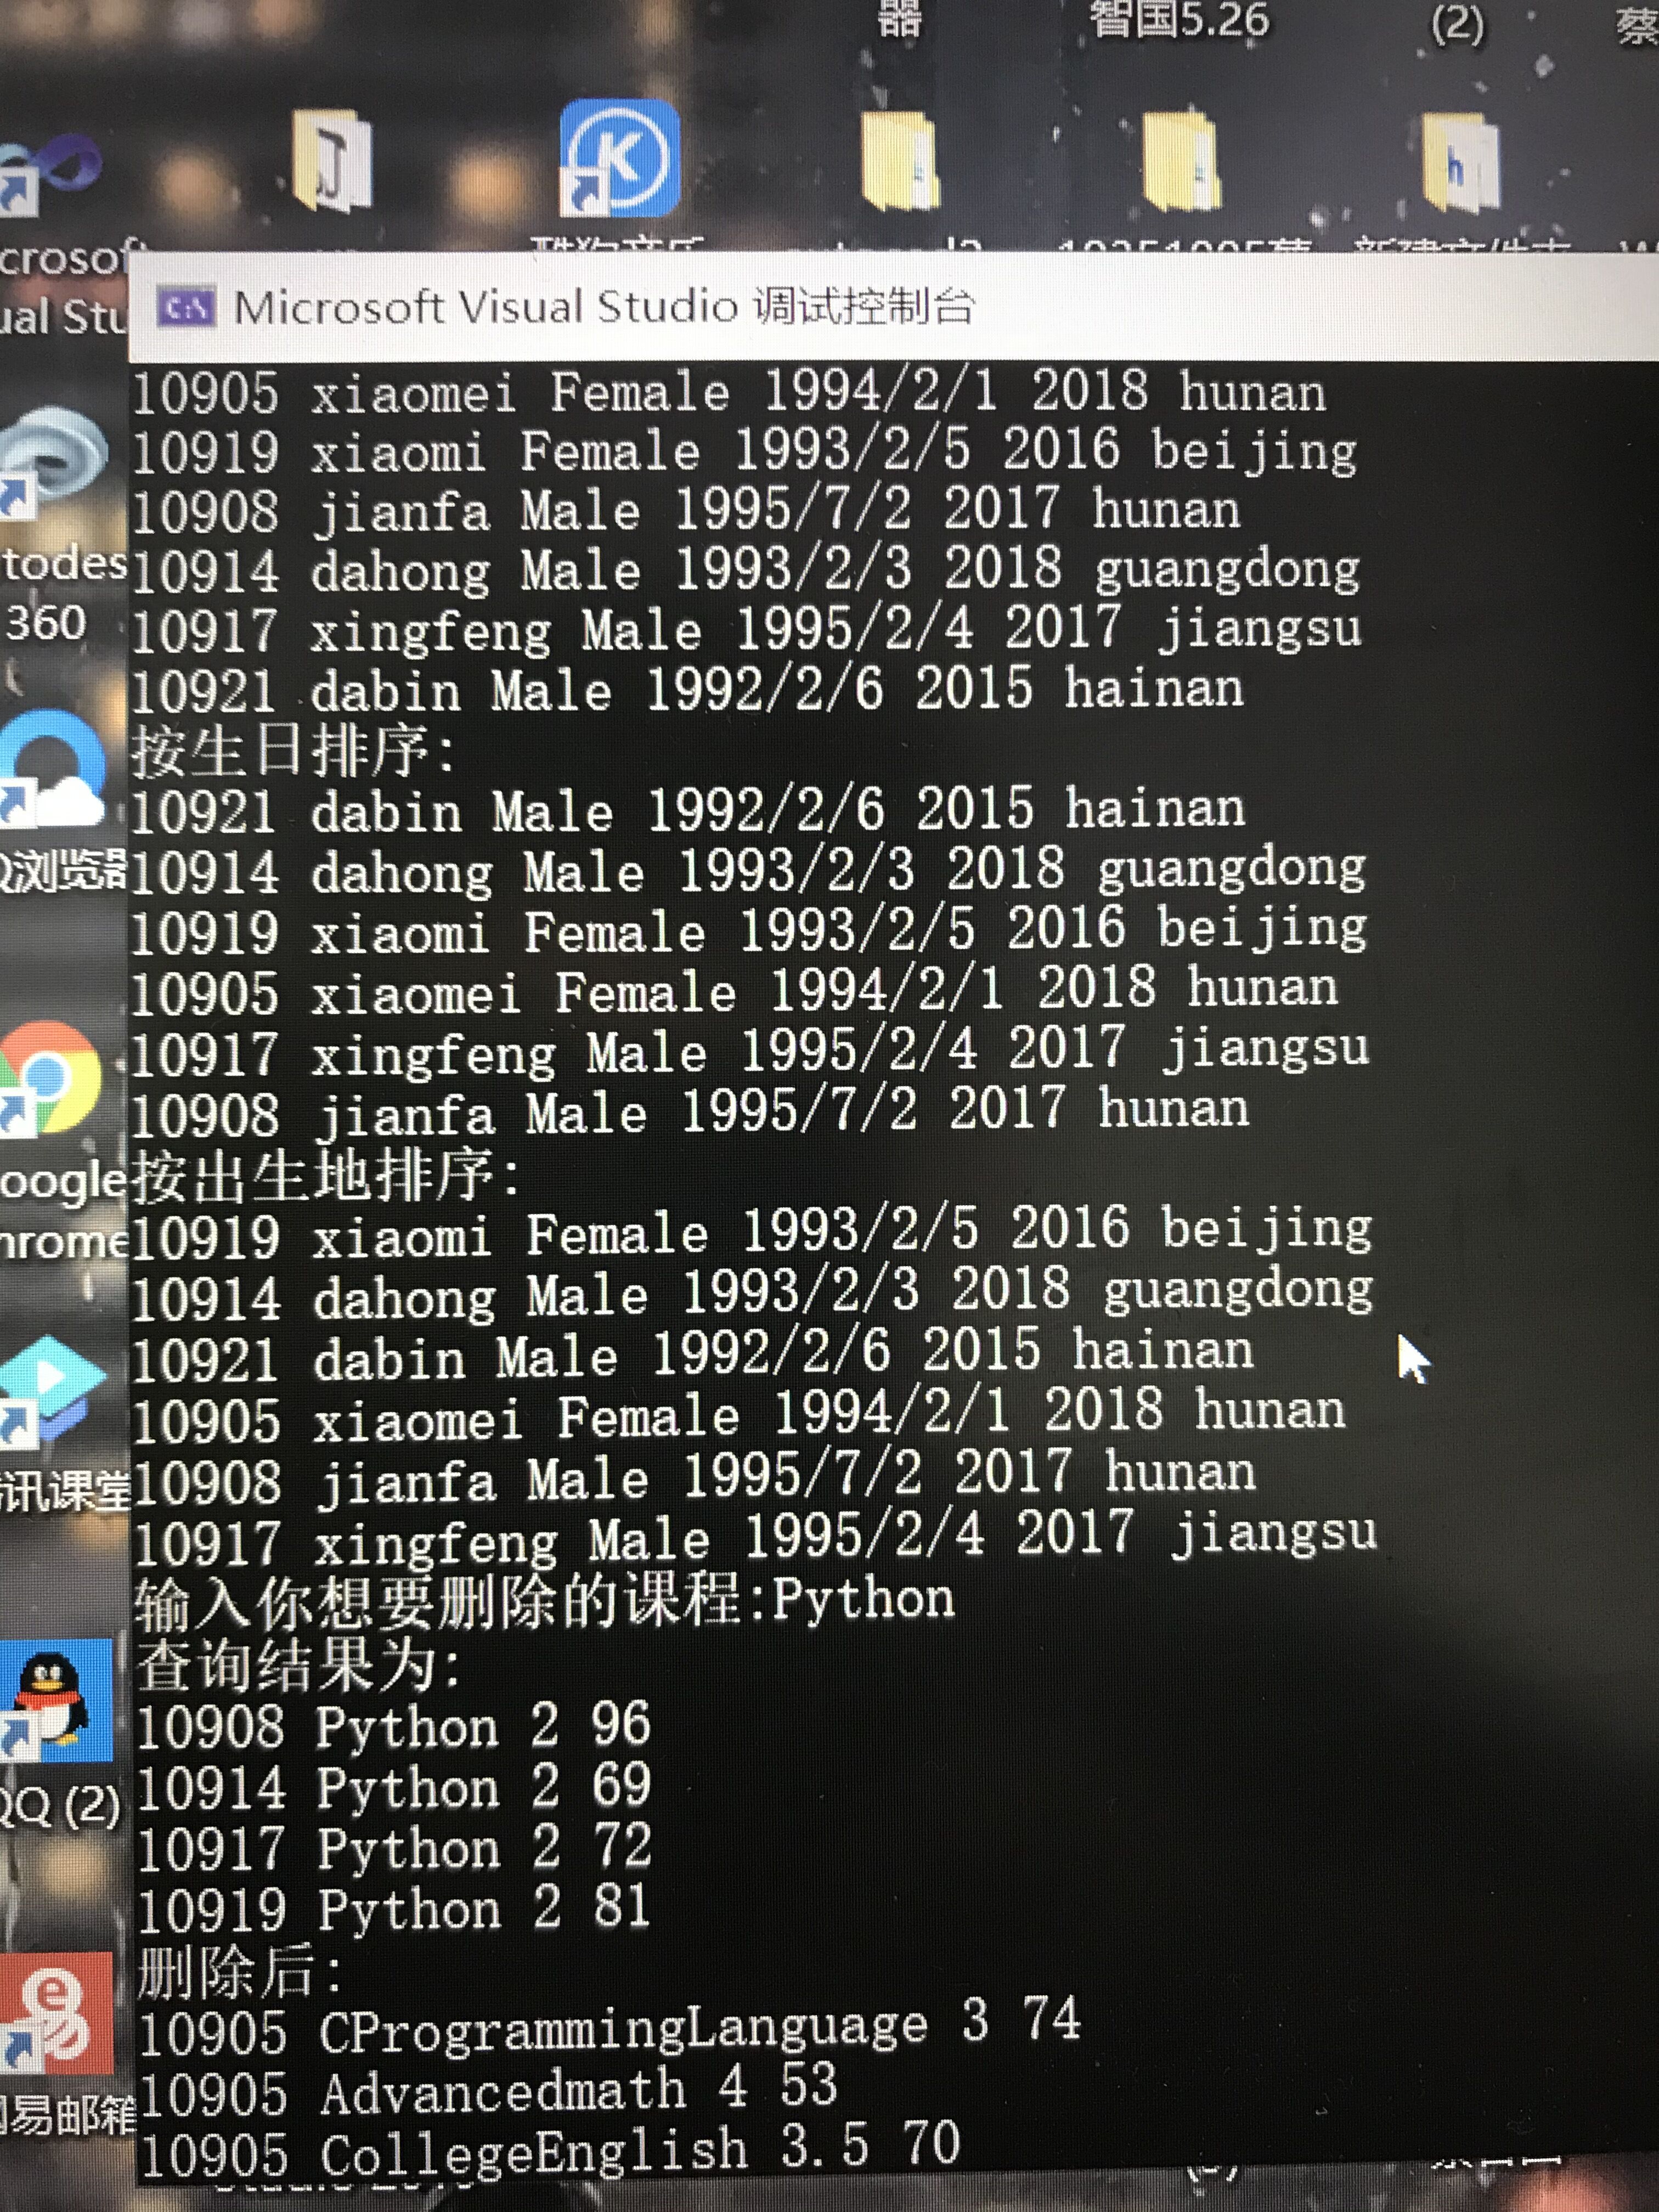 器
智国5.26
(2)
蔡
crosoft
ual Stu
酷狗音乐
新建文件夹
C:\ Microsoft Visual Studio 调试控制台
10905 xiaomei Female 1994/2/1 2018 hunan
10919 xiaomi Female 1993/2/5 2016 beijing
10908 jianfa Male 1995/7/2 2017 hunan
todes
10914 dahong Male 1993/2/3 2018 guangdong
360
10917 xingfeng Male 1995/2/4 2017 jiangsu
10921 dabin Male 1992/2/6 2015 hainan
按生日排序:
10921 dabin Male 1992/2/6 2015 hainan
Q浏览器
10914 dahong Male 1993/2/3 2018 guangdong
10919 xiaomi Female 1993/2/5 2016 beijing
10905 xiaomei Female 1994/2/1 2018 hunan
10917 xingfeng Male 1995/2/4 2017 jiangsu
10908 jianfa Male 1995/7/2 2017 hunan
oogle
按出生地排序:
hrome
10919 xiaomi Female 1993/2/5 2016 beijing
10914 dahong Male 1993/2/3 2018 guangdong
10921 dabin Male 1992/2/6 2015 hainan
10905 xiaomei Female 1994/2/1 2018 hunan
讯课堂
10908 jianfa Male 1995/7/2 2017 hunan
10917 xingfeng Male 1995/2/4 2017 jiangsu
输入你想要删除的课程:Python
查询结果为:
10908 Python 2 96
QQ (2)
10914 Python 2 69
10917 Python 2 72
10919 Python 2 81
删除后:
10905 CProgrammingLanguage 3 74
易邮箱
10905 Advancedmath 4 53
10905 CollegeEnglish 3.5 70